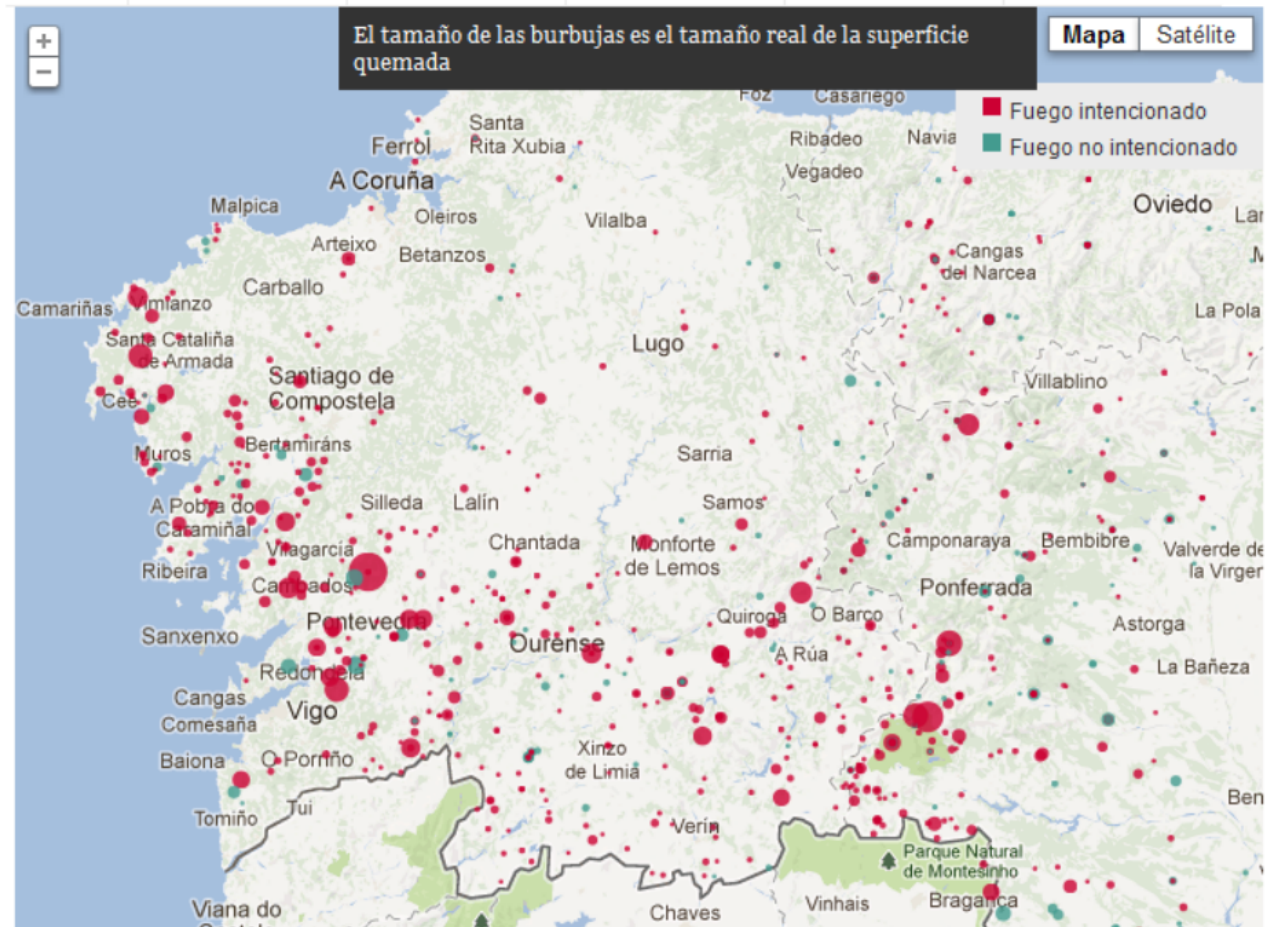 +
−
El tamaño de las burbujas es el tamaño real de la superficie
quemada
Mapa
Satélite
Fuego intencionado
Fuego no intencionado
Foz
Casariego
Santa
Rita Xubia
Ferrol
Ribadeo
Navia
A Coruña
Vegadeo
Malpica
Oleiros
Vilalba
Oviedo
Arteixo
Betanzos
Cangas
del Narcea
Carballo
Camariñas
Vimianzo
La Pola
Santa Cataliña
de Armada
Lugo
Santiago de
Compostela
Villablino
Cee
Bertamiráns
Muros
Sarria
A Pobra do
Caramiñal
Silleda
Lalín
Samos
Vilagarcía
Chantada
Monforte
de Lemos
Camponaraya
Bembibre
Valverde de
la Virgen
Ribeira
Cambados
Ponferrada
Pontevedra
Quiroga
O Barco
Astorga
Sanxenxo
Ourense
A Rúa
La Bañeza
Redondela
Cangas
Vigo
Comesaña
Baiona
O Porriño
Xinzo
de Limia
Tui
Tomiño
Verín
Ben
Parque Natural
de Montesinho
Viana do
Chaves
Vinhais
Bragança